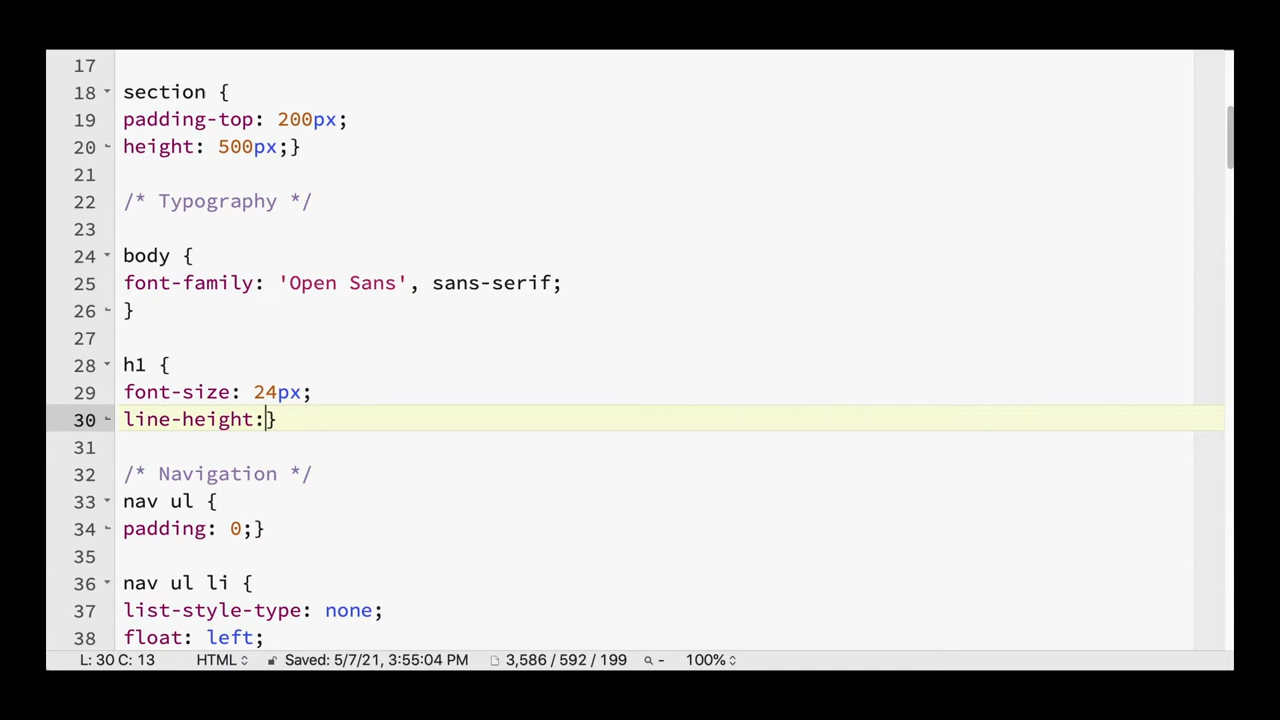 17
18 section {
19 padding-top: 200px;
20 height: 500px;}
21
22 /* Typography */
23
24 body {
25 font-family: 'Open Sans', sans-serif;
26 }
27
28 h1 {
29 font-size: 24px;
30 line-height:}
31
32 /* Navigation */
33 nav ul {
34 padding: 0;}
35
36 nav ul li {
37 list-style-type: none;
38 float: left;
L: 30 C: 13 HTML Saved: 5/7/21, 3:55:04 PM 3,586 / 592 / 199 - 100%